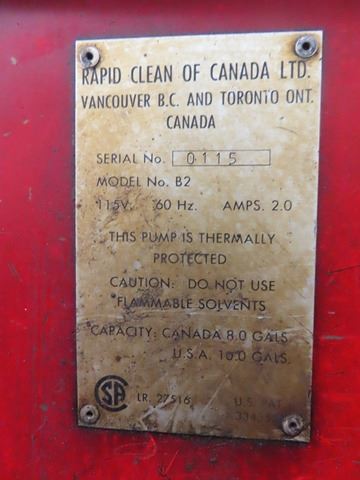 RAPID CLEAN OF CANADA LTD.
VANCOUVER B.C. AND TORONTO ONT.
CANADA
SERIAL No. 0115
MODEL No. B2
115V. 60 Hz. AMPS. 2.0
THIS PUMP IS THERMALLY
PROTECTED
CAUTION: DO NOT USE
FLAMMABLE SOLVENTS
CAPACITY: CANADA 8.0 GALS.
U.S.A. 10.0 GALS.
SA LR. 27516 U.S. PAT.